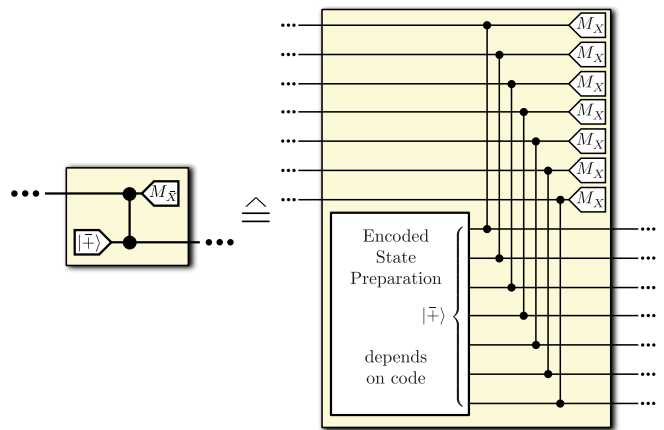 M_X̄
|∓̄⟩
≙
M_X
M_X
M_X
M_X
M_X
M_X
M_X
Encoded
State
Preparation
|+̄⟩
depends
on code